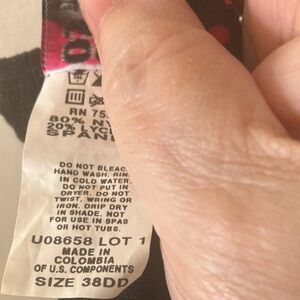 RN 75
80% NY
20% LYC
SPAN
DO NOT BLEAC
HAND WASH. RIN
IN COLD WATER.
DO NOT PUT IN
DRYER. DO NOT
TWIST, WRING OR
IRON. DRIP DRY
IN SHADE. NOT
FOR USE IN SPAS
OR HOT TUBS.
U08658 LOT 1
MADE IN
COLOMBIA
OF U.S. COMPONENTS
SIZE 38DD